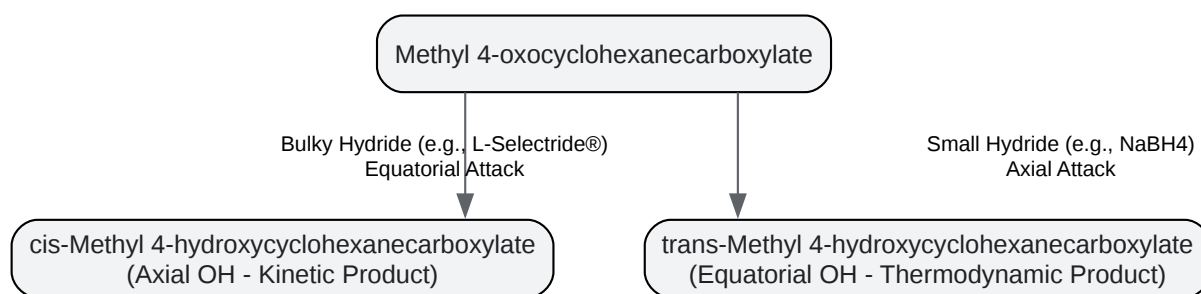 Methyl 4-oxocyclohexanecarboxylate
Bulky Hydride (e.g., L-Selectride®)
Equatorial Attack
Small Hydride (e.g., NaBH4)
Axial Attack
cis-Methyl 4-hydroxycyclohexanecarboxylate
(Axial OH - Kinetic Product)
trans-Methyl 4-hydroxycyclohexanecarboxylate
(Equatorial OH - Thermodynamic Product)